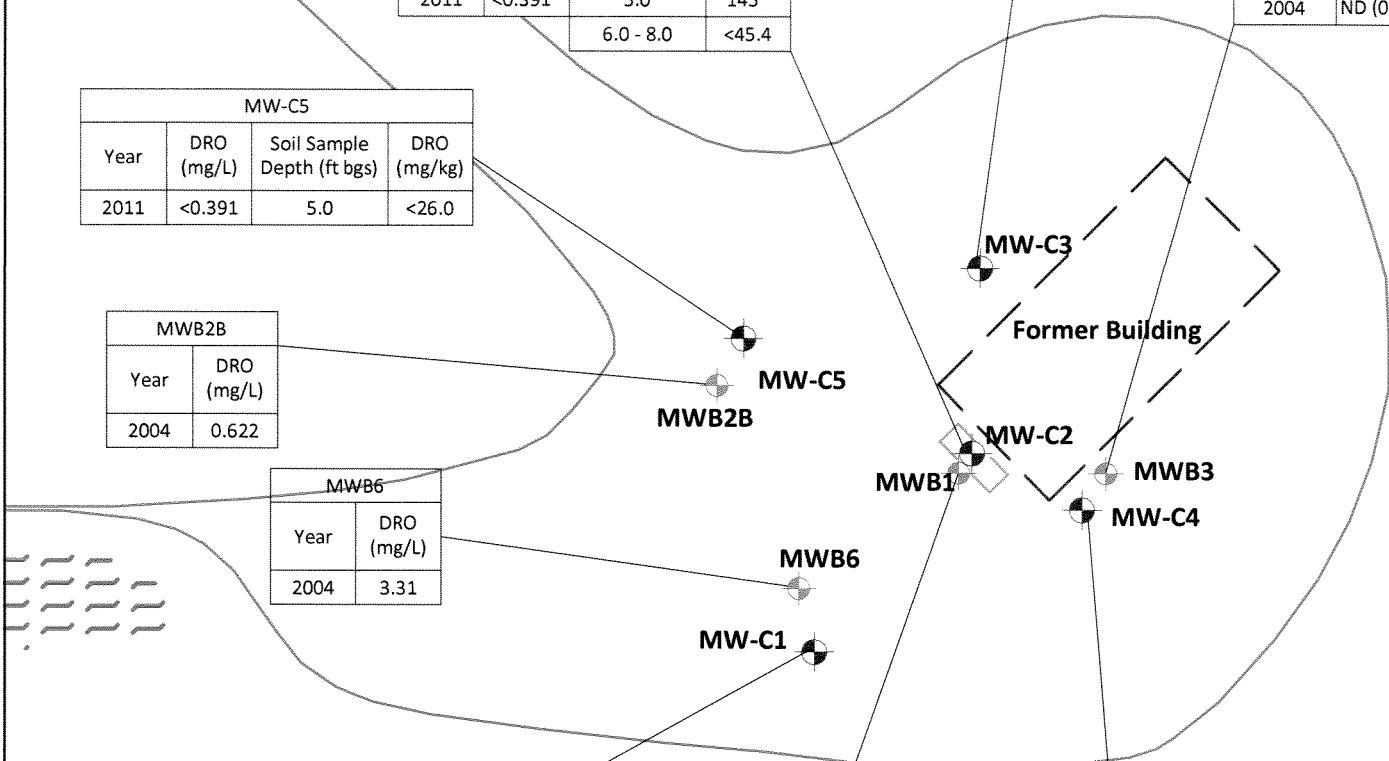 2011 <0.391 5.0 145
6.0 - 8.0 <45.4
2004 ND (0
MW-C5
Year DRO (mg/L) Soil Sample Depth (ft bgs) DRO (mg/kg)
2011 <0.391 5.0 <26.0
MW-C3
Former Building
MWB2B
Year DRO (mg/L)
2004 0.622
MW-C5
MWB2B
MW-C2
MWB1
MWB3
MW-C4
MWB6
Year DRO (mg/L)
2004 3.31
MWB6
MW-C1